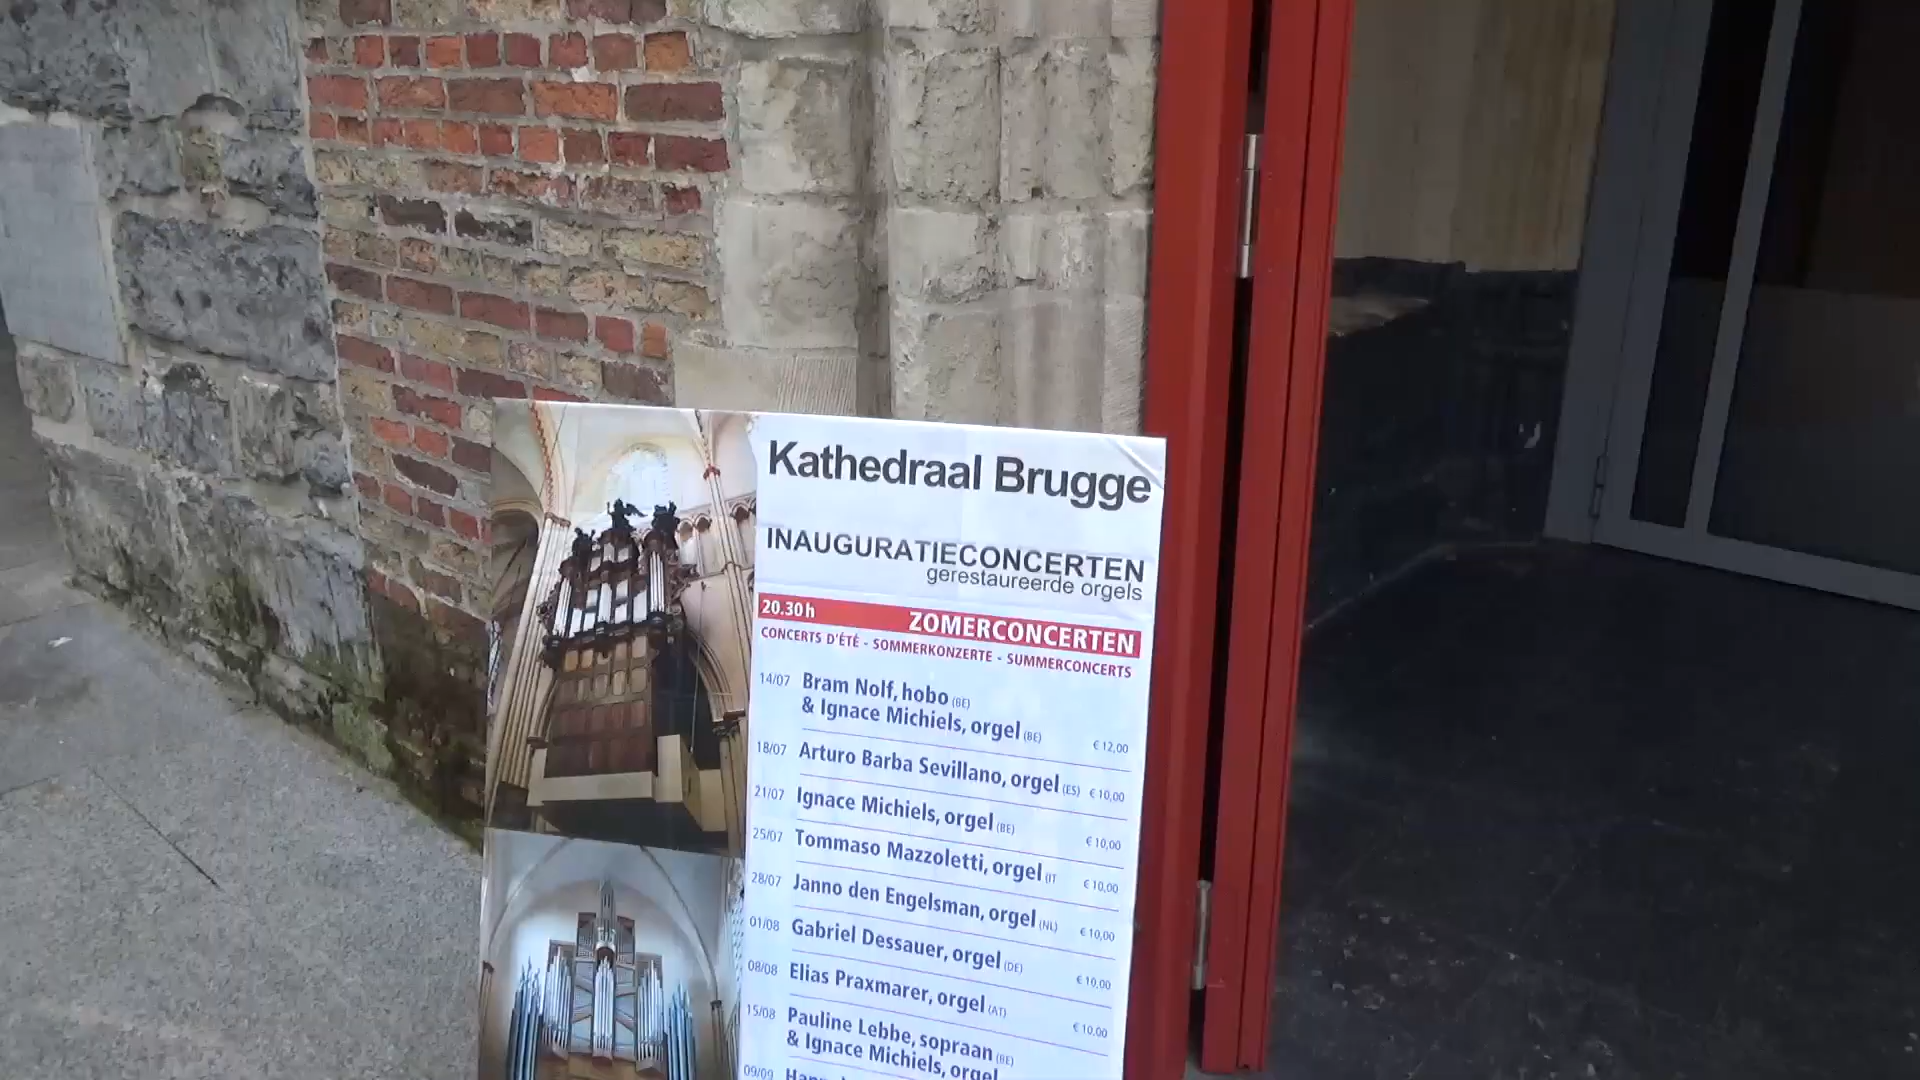 Kathedraal Brugge
INAUGURATIECONCERTEN
gerestaureerde orgels
20.30 h ZOMERCONCERTEN
CONCERTS D'ÉTÉ - SOMMERKONZERTE - SUMMERCONCERTS
14/07 Bram Nolf, hobo (BE)
& Ignace Michiels, orgel (BE) € 12,00
18/07 Arturo Barba Sevillano, orgel (ES) € 10,00
21/07 Ignace Michiels, orgel (BE) € 10,00
25/07 Tommaso Mazzoletti, orgel (IT € 10,00
28/07 Janno den Engelsman, orgel (NL) € 10,00
01/08 Gabriel Dessauer, orgel (DE) € 10,00
08/08 Elias Praxmarer, orgel (AT) € 10,00
15/08 Pauline Lebbe, sopraan (BE)
& Ignace Michiels, orgel
09/09